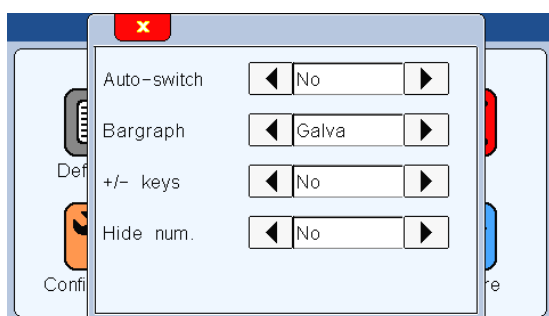 x
Auto-switch No
Bargraph Galva
+/- keys No
Hide num. No
Def
Confi
re